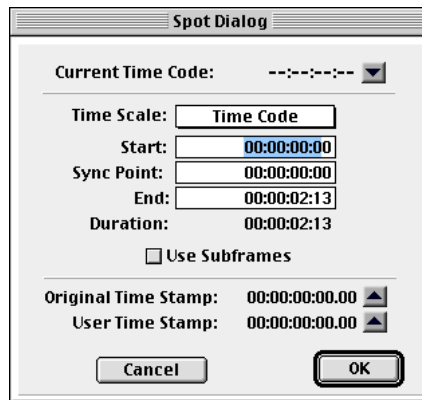 Spot Dialog
Current Time Code: --:--:--:--
Time Scale: Time Code
Start: 00:00:00:00
Sync Point: 00:00:00:00
End: 00:00:02:13
Duration: 00:00:02:13
Use Subframes
Original Time Stamp: 00:00:00:00.00
User Time Stamp: 00:00:00:00.00
Cancel OK